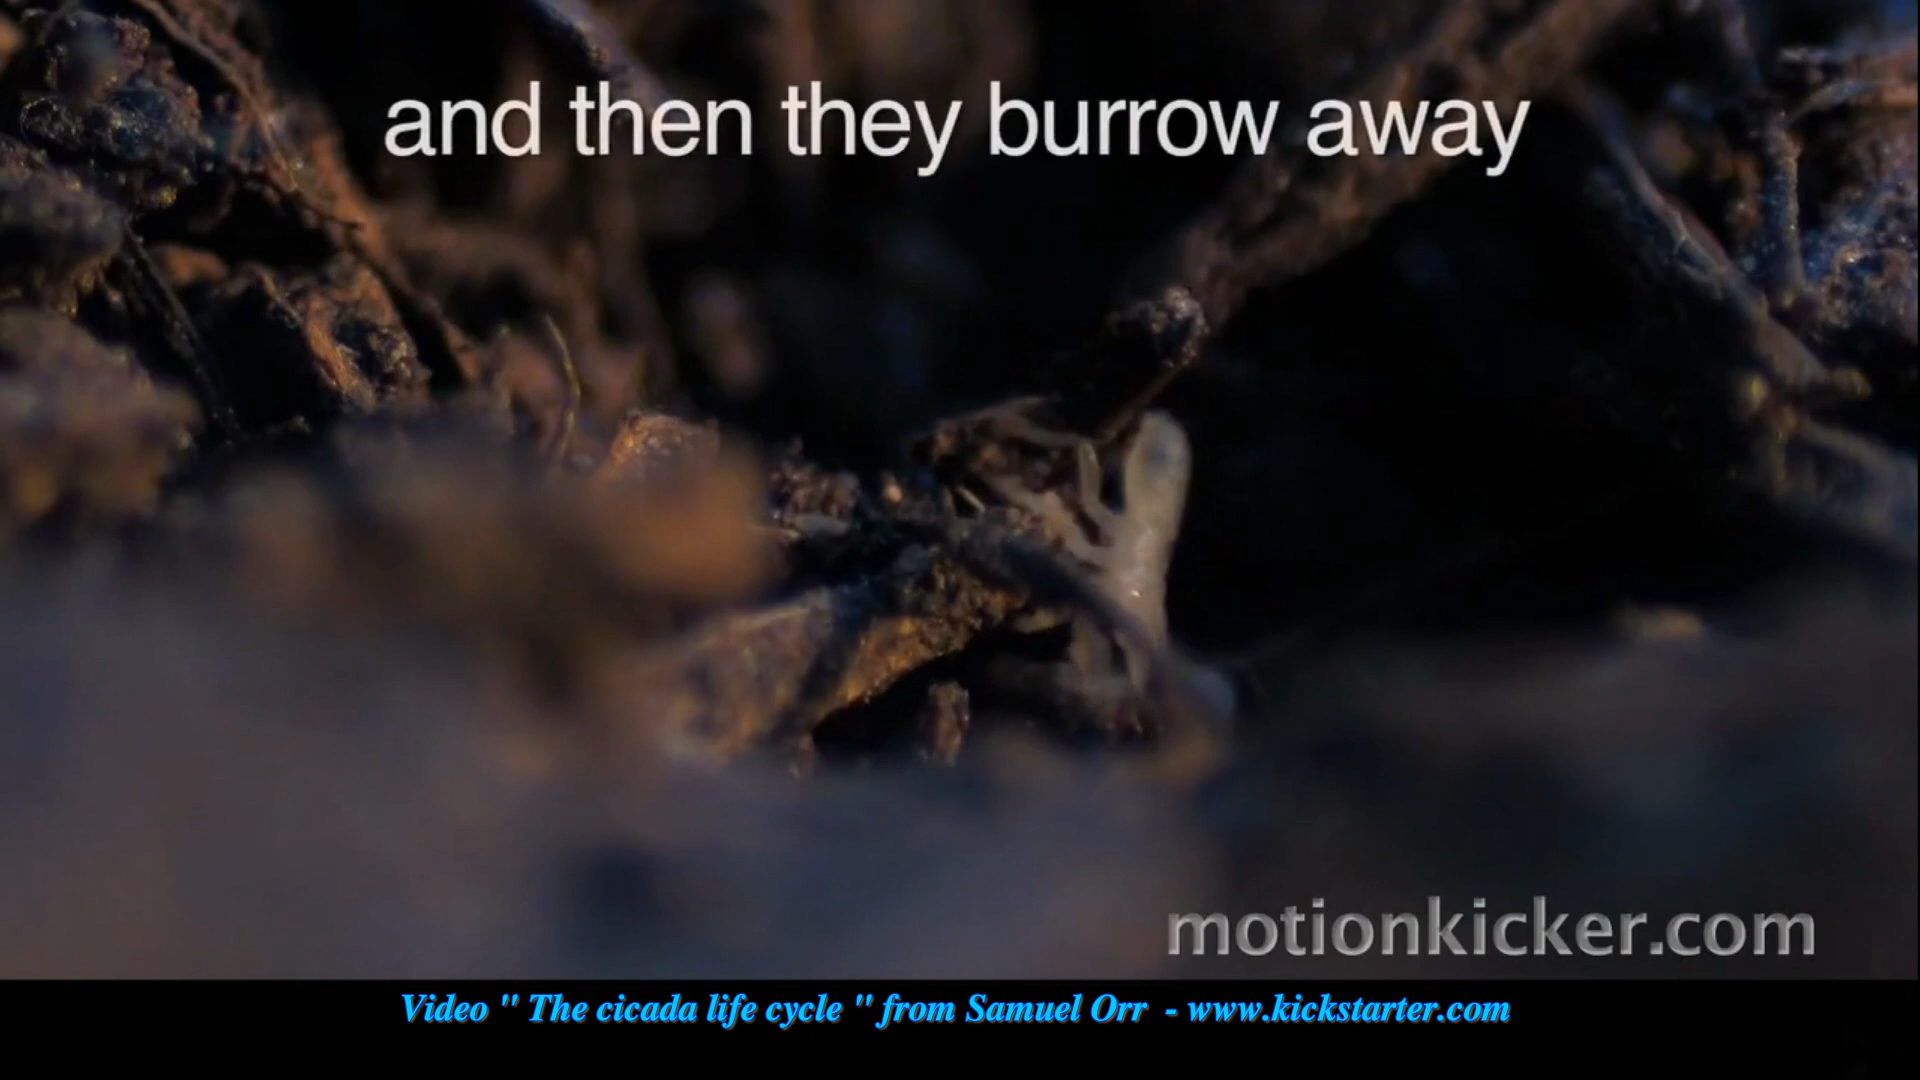 and then they burrow away
motionkicker.com
Video " The cicada life cycle " from Samuel Orr - www.kickstarter.com